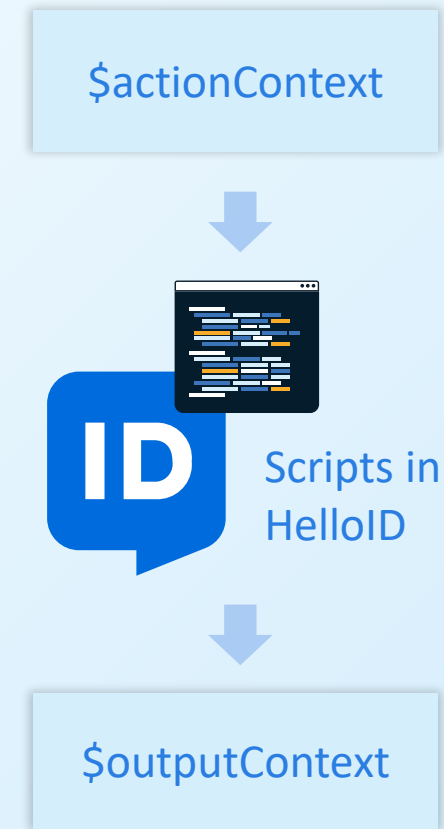 $actionContext
ID
Scripts in
HelloID
$outputContext